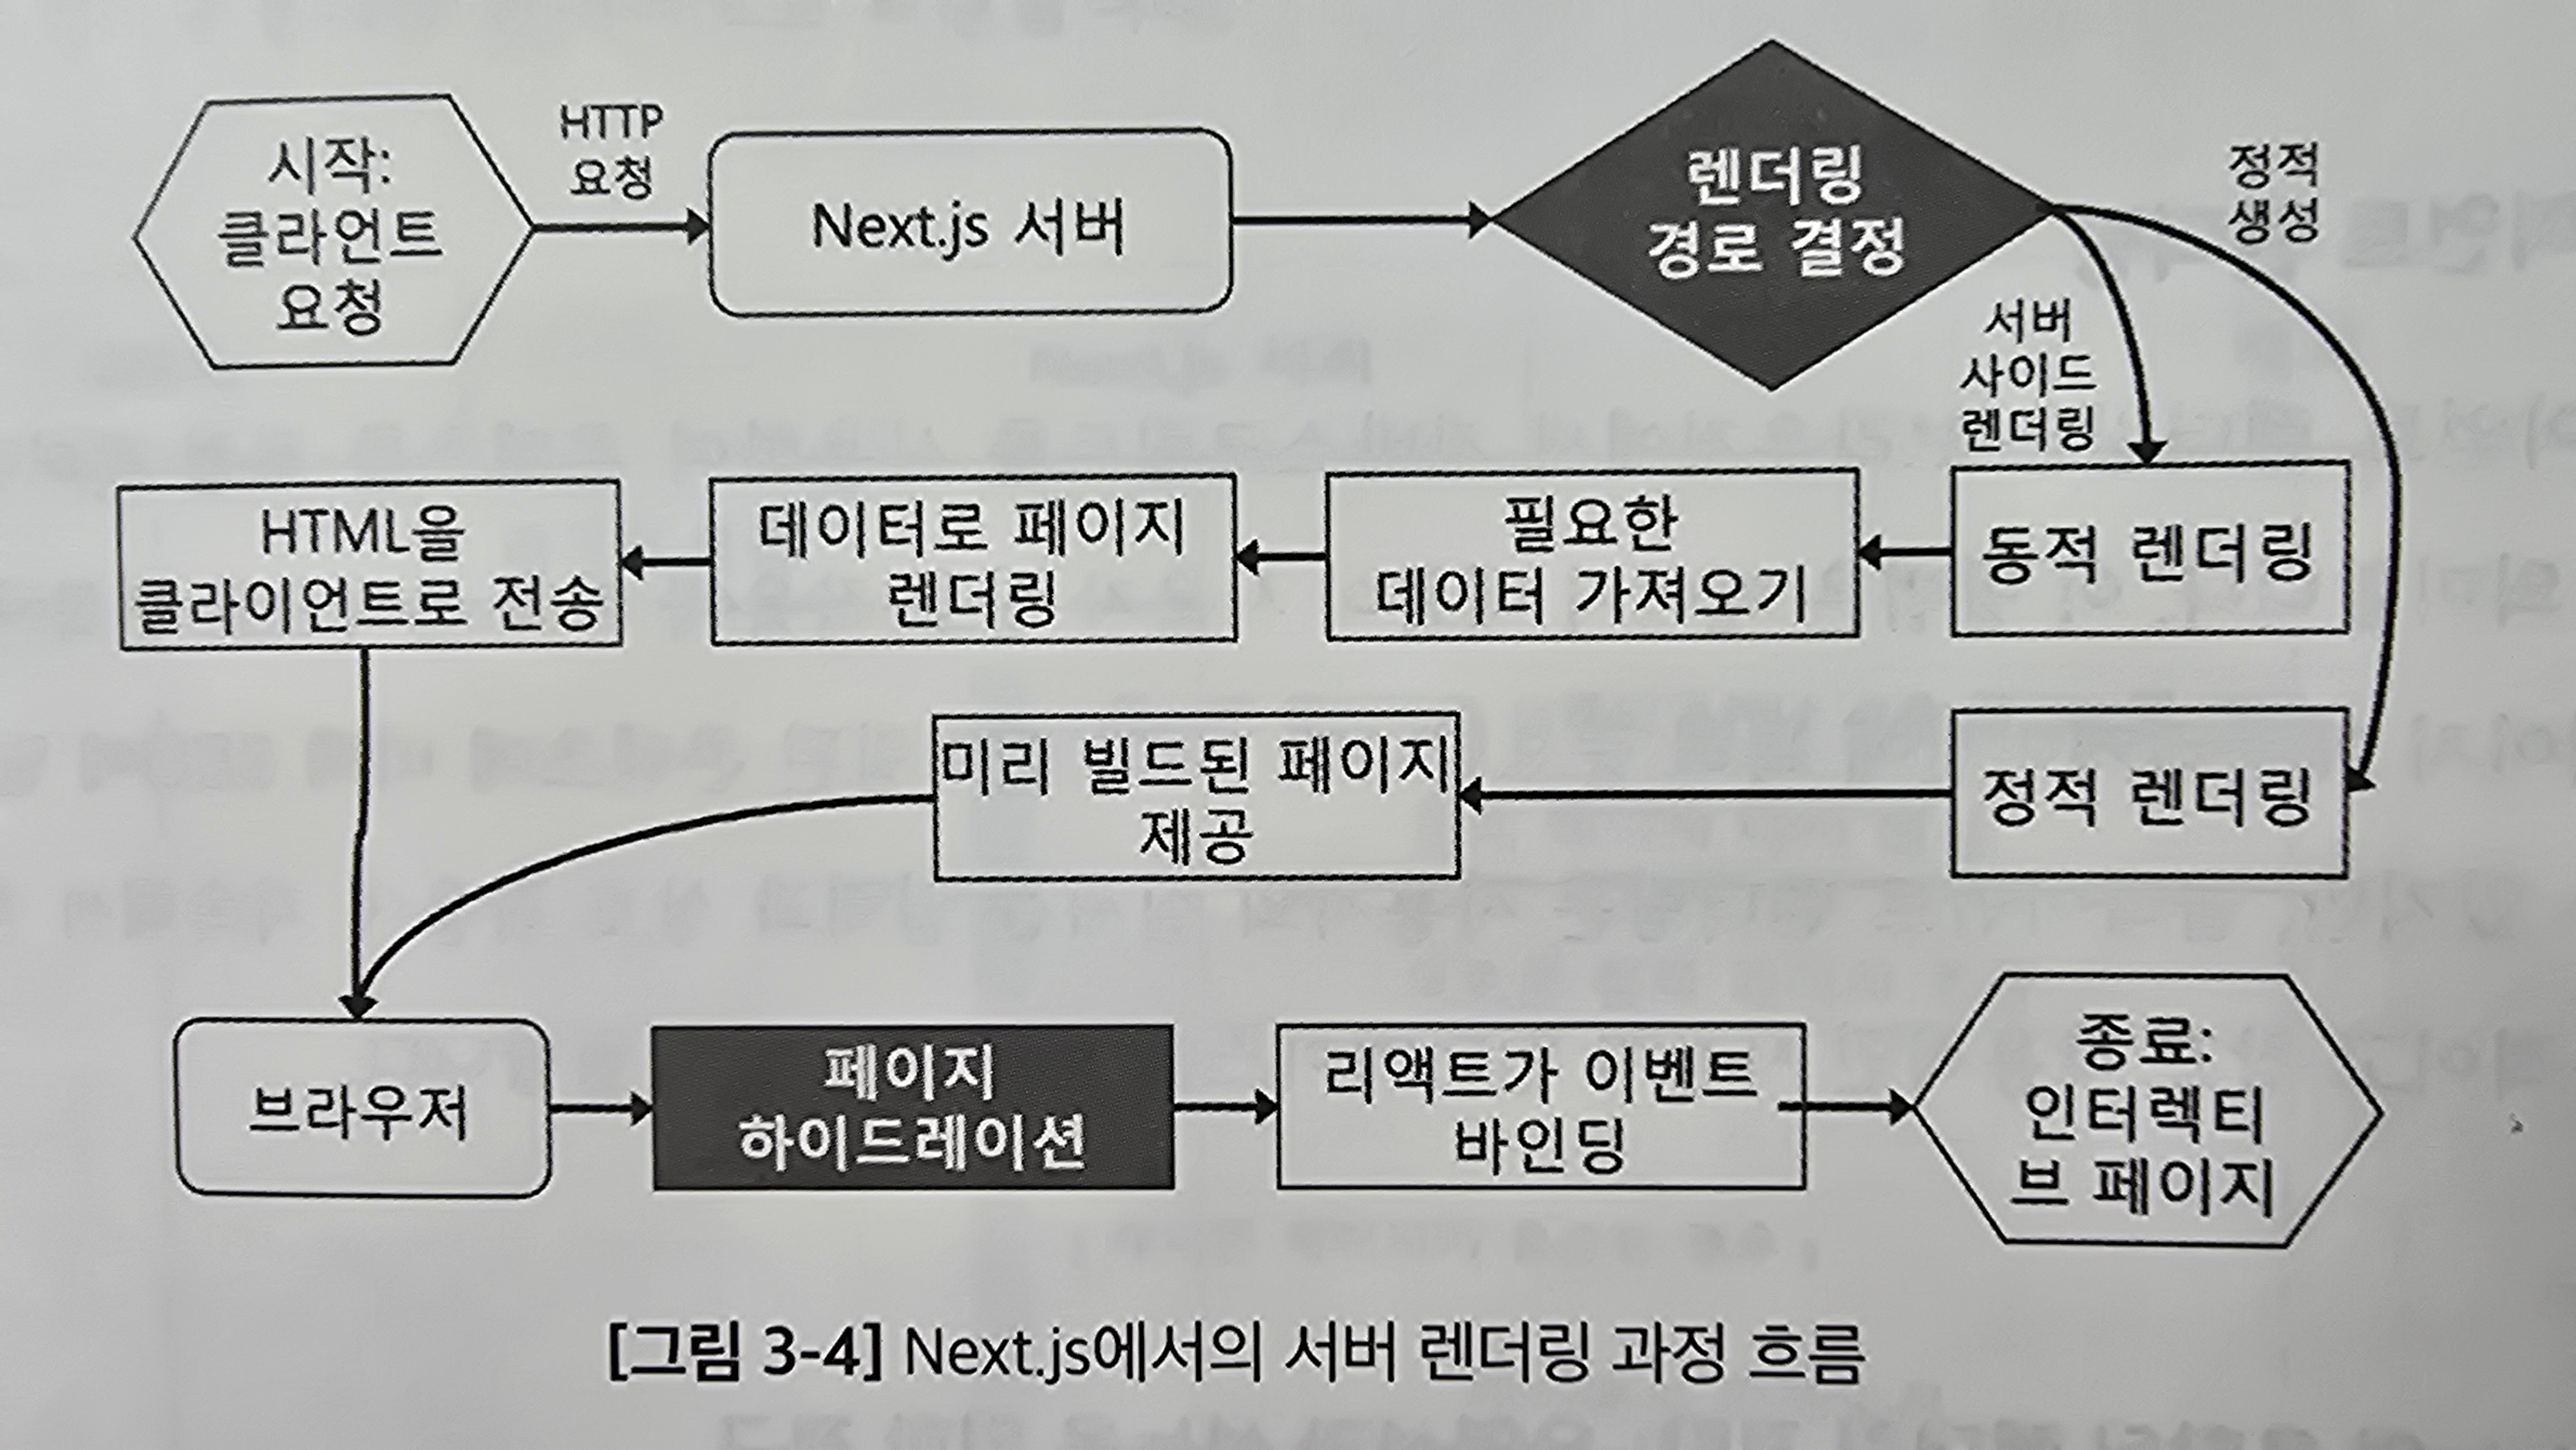 시작:
클라언트
요청
HTTP
요청
Next.js 서버
렌더링
경로 결정
정적
생성
서버
사이드
렌더링
HTML을
클라이언트로 전송
데이터로 페이지
렌더링
필요한
데이터 가져오기
동적 렌더링
미리 빌드된 페이지
제공
정적 렌더링
브라우저
페이지
하이드레이션
리액트가 이벤트
바인딩
종료:
인터렉티
브 페이지
[그림 3-4] Next.js에서의 서버 렌더링 과정 흐름